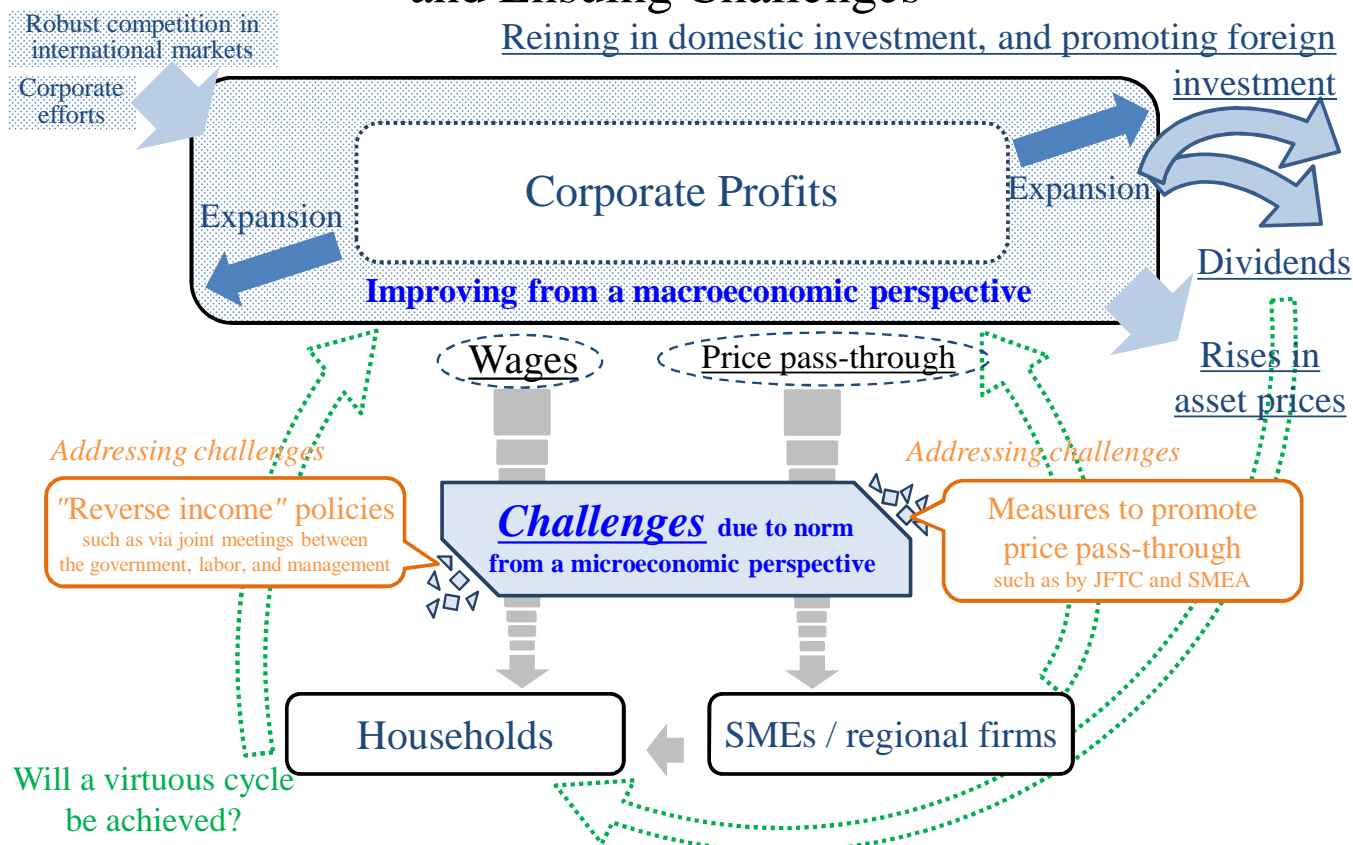 and Ensuing Challenges
Robust competition in
international markets
Corporate
efforts
Reining in domestic investment, and promoting foreign
investment
Corporate Profits
Expansion
Expansion
Improving from a macroeconomic perspective
Dividends
Rises in
asset prices
Wages
Price pass-through
Addressing challenges
"Reverse income" policies
such as via joint meetings between
the government, labor, and management
Challenges due to norm
from a microeconomic perspective
Addressing challenges
Measures to promote
price pass-through
such as by JFTC and SMEA
Households
SMEs / regional firms
Will a virtuous cycle
be achieved?